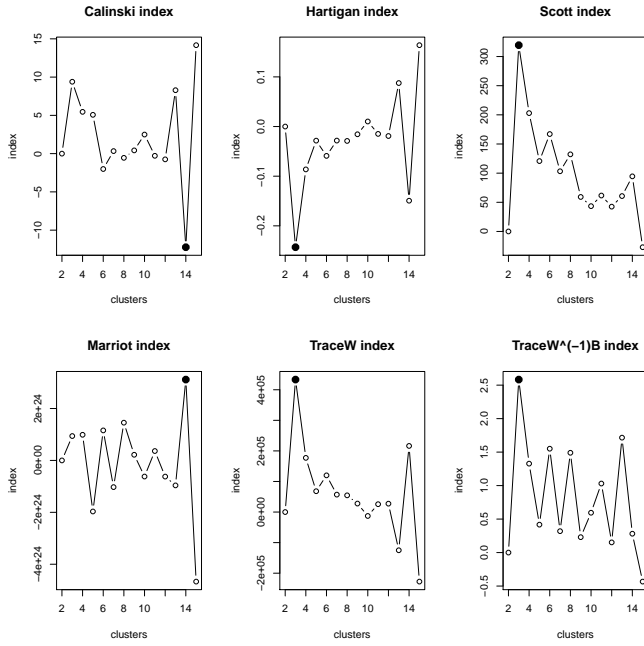 Calinski index
index
15
10
5
0
−5
−10
2 4 6 8 10 14
clusters
Hartigan index
index
0.1
0.0
−0.1
−0.2
2 4 6 8 10 14
clusters
Scott index
index
300
250
200
150
100
50
0
2 4 6 8 10 14
clusters
Marriot index
index
2e+24
0e+00
−2e+24
−4e+24
2 4 6 8 10 14
clusters
TraceW index
index
4e+05
2e+05
0e+00
−2e+05
2 4 6 8 10 14
clusters
TraceW^(−1)B index
index
2.5
2.0
1.5
1.0
0.5
0.0
−0.5
2 4 6 8 10 14
clusters